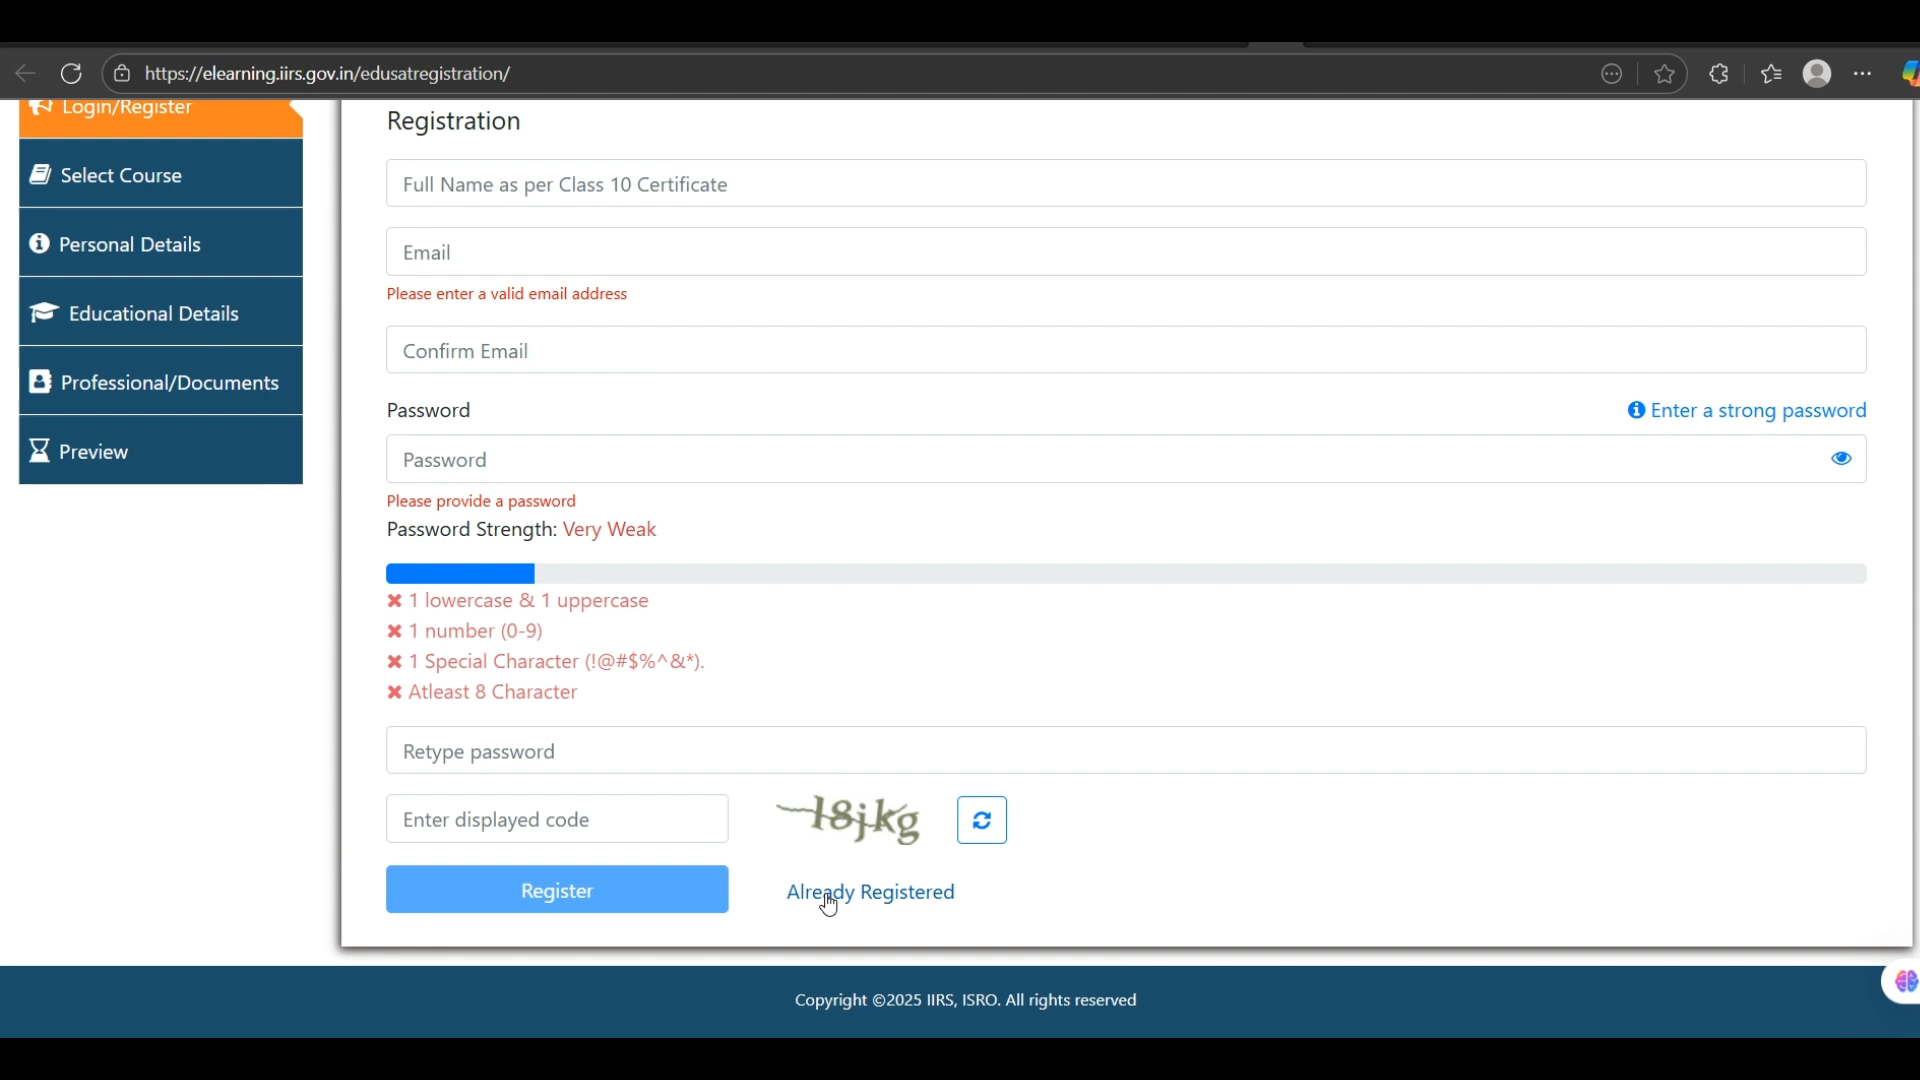 https://elearning.iirs.gov.in/edusatregistration/
Login/Register
Select Course
Personal Details
Educational Details
Professional/Documents
Preview
Registration
Full Name as per Class 10 Certificate
Email
Please enter a valid email address
Confirm Email
Password
Enter a strong password
Password
Please provide a password
Password Strength: Very Weak
1 lowercase & 1 uppercase
1 number (0-9)
1 Special Character (!@#$%^&*).
Atleast 8 Character
Retype password
Enter displayed code
l8jkg
Register
Already Registered
Copyright ©2025 IIRS, ISRO. All rights reserved